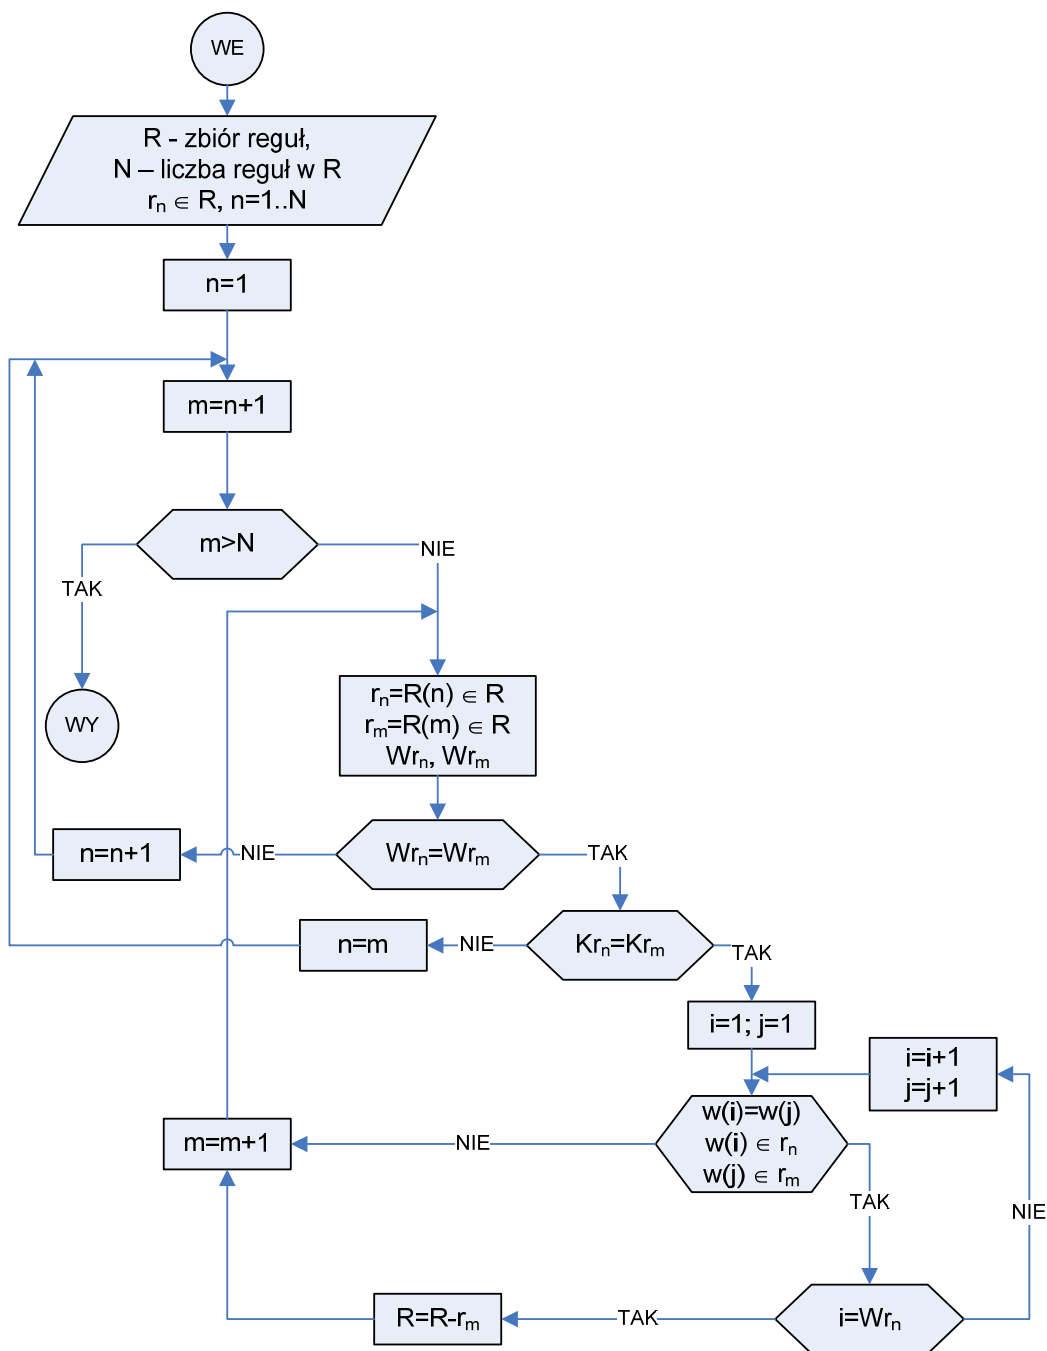 WE
R - zbiór reguł,
N – liczba reguł w R
rₙ ∈ R, n=1..N
n=1
m=n+1
m>N
NIE
TAK
WY
rₙ=R(n) ∈ R
rₘ=R(m) ∈ R
Wrₙ, Wrₘ
n=n+1
NIE
Wrₙ=Wrₘ
TAK
n=m
NIE
Krₙ=Krₘ
TAK
i=1; j=1
i=i+1
j=j+1
w(i)=w(j)
w(i) ∈ rₙ
w(j) ∈ rₘ
m=m+1
NIE
TAK
NIE
R=R-rₘ
TAK
i=Wrₙ